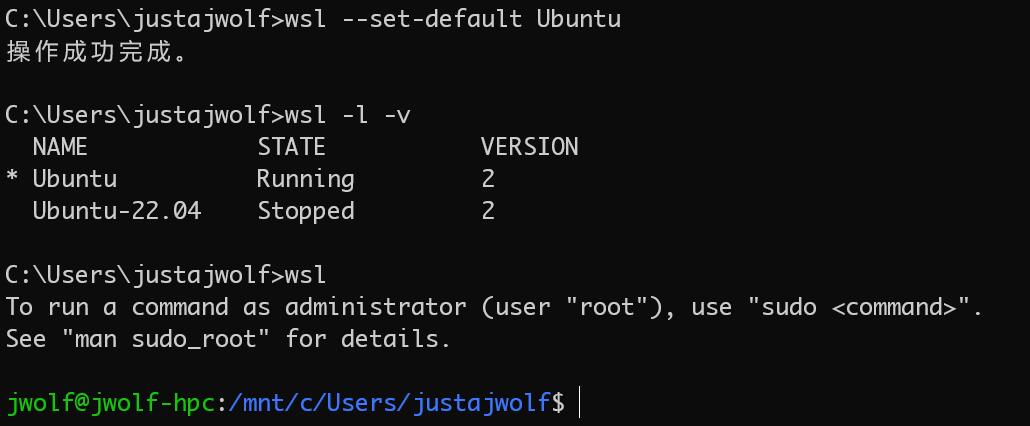 C:\Users\justajwolf>wsl --set-default Ubuntu
操作成功完成。
C:\Users\justajwolf>wsl -l -v
  NAME            STATE           VERSION
* Ubuntu          Running         2
  Ubuntu-22.04    Stopped         2
C:\Users\justajwolf>wsl
To run a command as administrator (user "root"), use "sudo <command>".
See "man sudo_root" for details.
jwolf@jwolf-hpc:/mnt/c/Users/justajwolf$